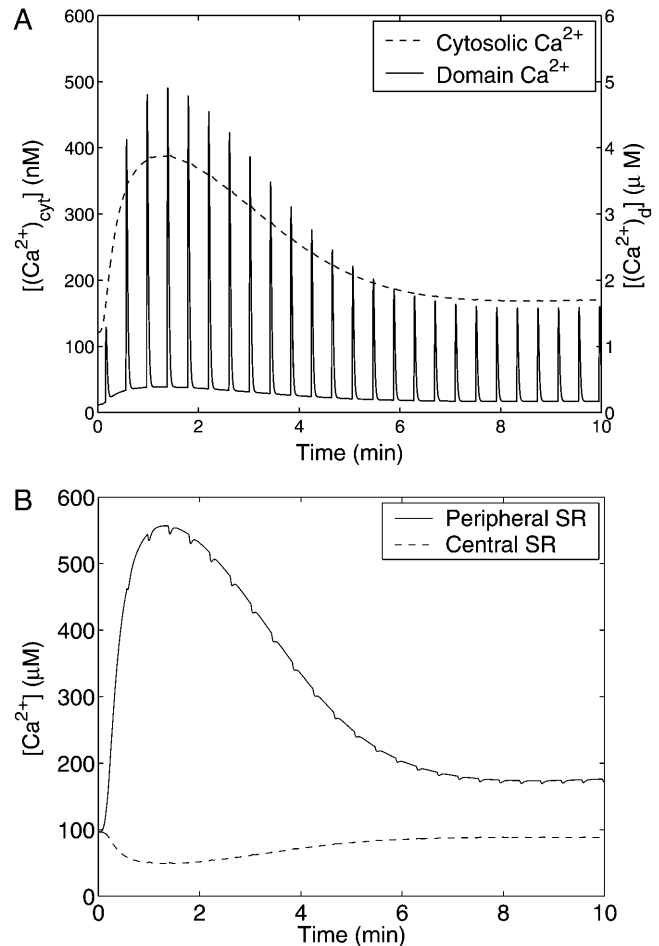 A
600
500
400
300
200
100
0
[(Ca²⁺)cyt] (nM)
Cytosolic Ca²⁺
Domain Ca²⁺
6
5
4
3
2
1
0
[(Ca²⁺)d] (μ M)
0 2 4 6 8 10
Time (min)
B
600
500
400
300
200
100
0
[Ca²⁺] (μM)
Peripheral SR
Central SR
0 2 4 6 8 10
Time (min)